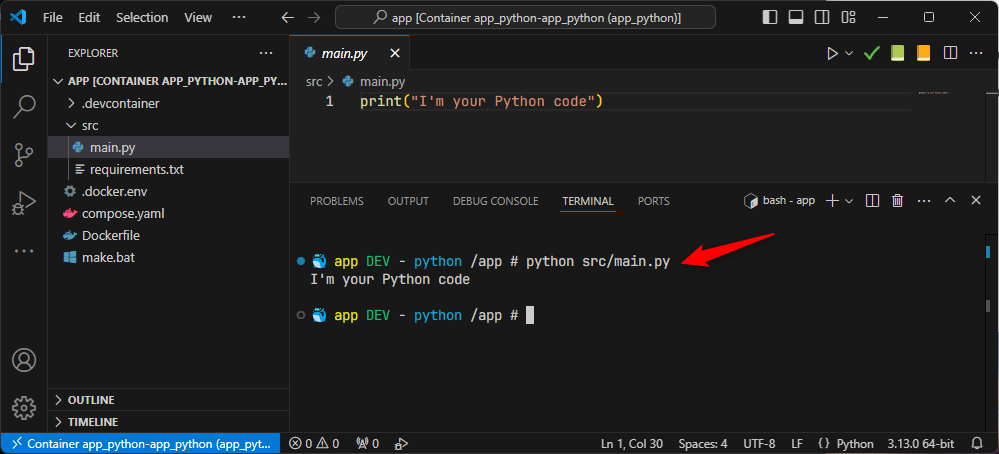 File Edit Selection ··· app [Container app_python-app_python (app_python)]
EXPLORER
APP [CONTAINER APP_PYTHON-APP_PY...
.devcontainer
src
main.py
requirements.txt
.docker.env
compose.yaml
Dockerfile
make.bat
OUTLINE
TIMELINE
main.py
src > main.py
1 print("I'm your Python code")
PROBLEMS OUTPUT DEBUG CONSOLE TERMINAL PORTS bash - app
app DEV - python /app # python src/main.py
I'm your Python code
app DEV - python /app #
Container app_python-app_python (app_pyt... 0 0 0 Ln 1, Col 30 Spaces: 4 UTF-8 LF {} Python 3.13.0 64-bit